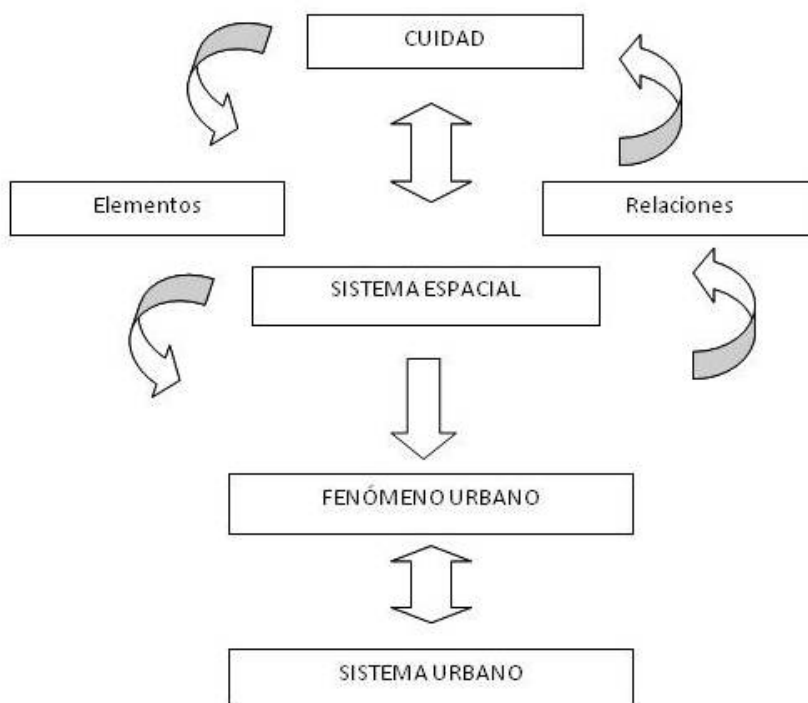 CUIDAD
Elementos
Relaciones
SISTEMA ESPACIAL
FENÓMENO URBANO
SISTEMA URBANO